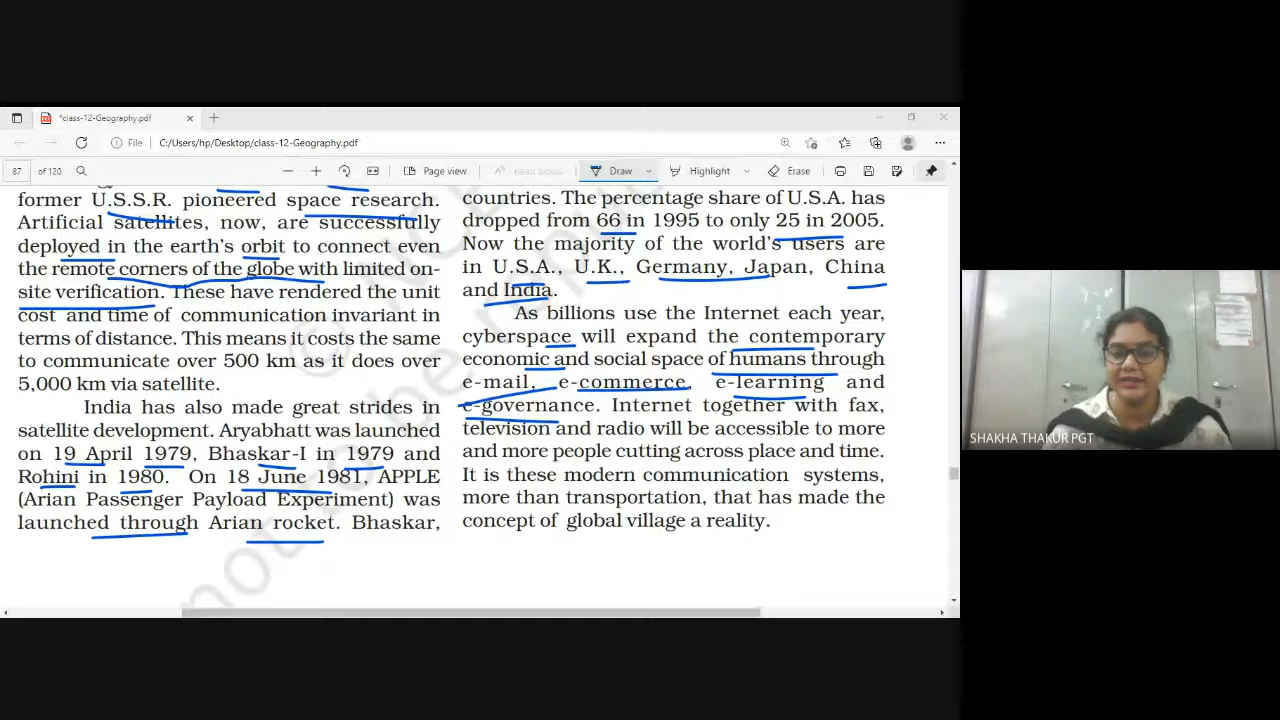 *class-12-Geography.pdf
File
C:/Users/hp/Desktop/class-12-Geography.pdf
87 of 120
Page view
Read aloud
Draw
Highlight
Erase
former U.S.S.R. pioneered space research.
Artificial satellites, now, are successfully
deployed in the earth's orbit to connect even
the remote corners of the globe with limited on-
site verification. These have rendered the unit
cost and time of communication invariant in
terms of distance. This means it costs the same
to communicate over 500 km as it does over
5,000 km via satellite.
India has also made great strides in
satellite development. Aryabhatt was launched
on 19 April 1979, Bhaskar-I in 1979 and
Rohini in 1980. On 18 June 1981, APPLE
(Arian Passenger Payload Experiment) was
launched through Arian rocket. Bhaskar,
countries. The percentage share of U.S.A. has
dropped from 66 in 1995 to only 25 in 2005.
Now the majority of the world's users are
in U.S.A., U.K., Germany, Japan, China
and India.
As billions use the Internet each year,
cyberspace will expand the contemporary
economic and social space of humans through
e-mail, e-commerce, e-learning and
e-governance. Internet together with fax,
television and radio will be accessible to more
and more people cutting across place and time.
It is these modern communication systems,
more than transportation, that has made the
concept of global village a reality.
not to be
SHAKHA THAKUR PGT